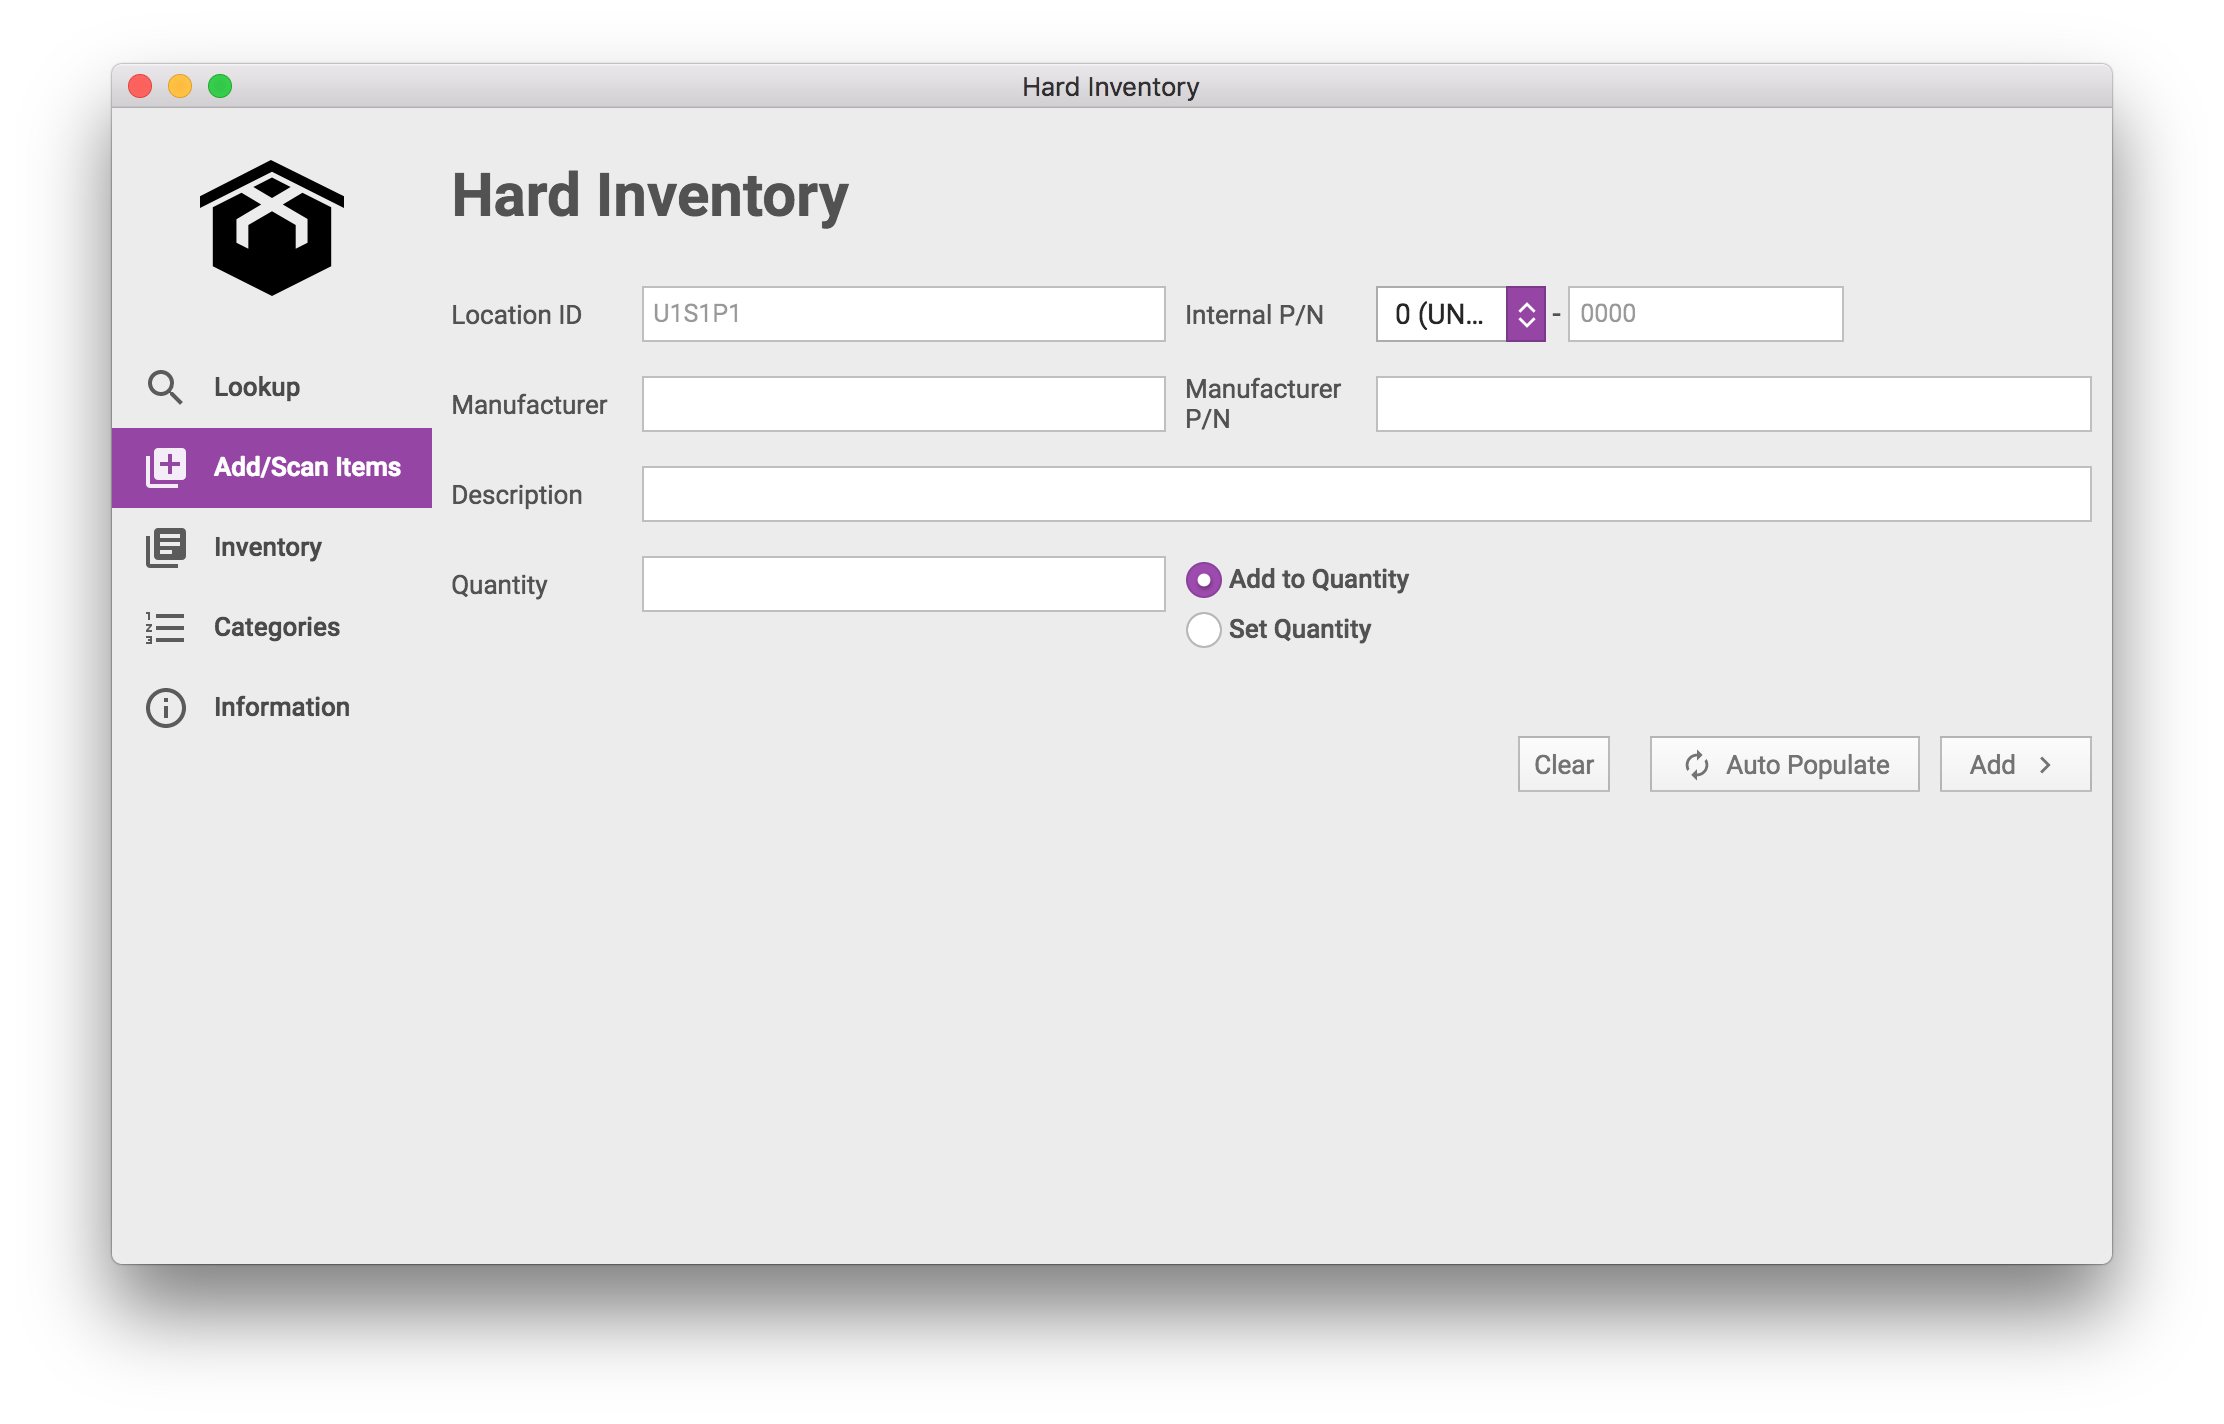 Hard Inventory
Hard Inventory
Location ID
U1S1P1
Internal P/N
0 (UN...
-
0000
Manufacturer
Manufacturer
P/N
Description
Quantity
Add to Quantity
Set Quantity
Clear
Auto Populate
Add
Lookup
Add/Scan Items
Inventory
Categories
Information